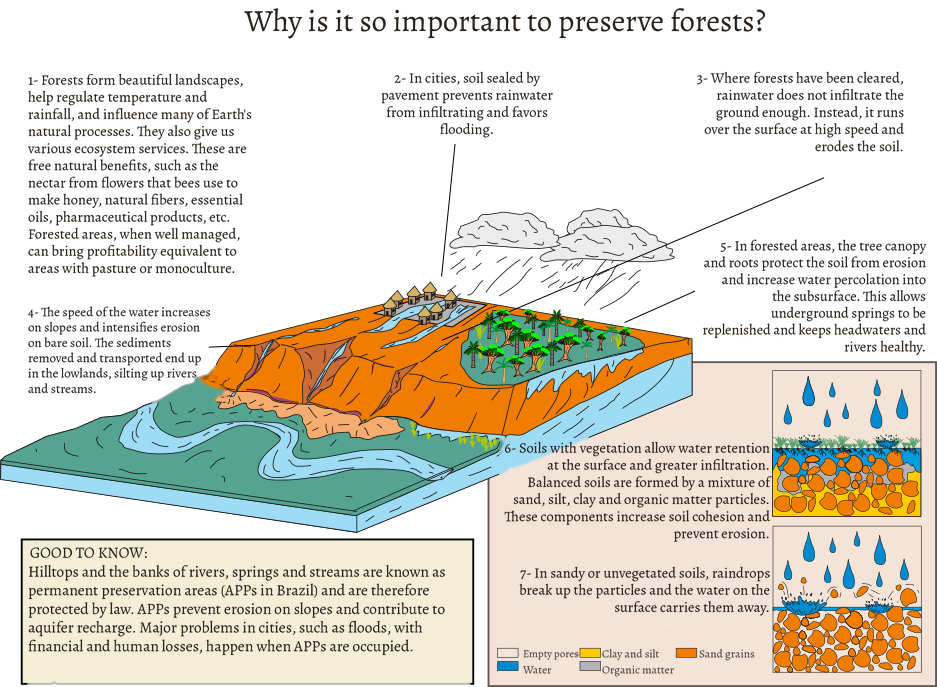 Why is it so important to preserve forests?
1- Forests form beautiful landscapes,
help regulate temperature and
rainfall, and influence many of Earth's
natural processes. They also give us
various ecosystem services. These are
free natural benefits, such as the
nectar from flowers that bees use to
make honey, natural fibers, essential
oils, pharmaceutical products, etc.
Forested areas, when well managed,
can bring profitability equivalent to
areas with pasture or monoculture.
2- In cities, soil sealed by
pavement prevents rainwater
from infiltrating and favors
flooding.
3- Where forests have been cleared,
rainwater does not infiltrate the
ground enough. Instead, it runs
over the surface at high speed and
erodes the soil.
4- The speed of the water increases
on slopes and intensifies erosion
on bare soil. The sediments
removed and transported end up
in the lowlands, silting up rivers
and streams.
5- In forested areas, the tree canopy
and roots protect the soil from erosion
and increase water percolation into
the subsurface. This allows
underground springs to be
replenished and keeps headwaters and
rivers healthy.
6- Soils with vegetation allow water retention
at the surface and greater infiltration.
Balanced soils are formed by a mixture of
sand, silt, clay and organic matter particles.
These components increase soil cohesion and
prevent erosion.
7- In sandy or unvegetated soils, raindrops
break up the particles and the water on the
surface carries them away.
Empty pores Clay and silt Sand grains
Water Organic matter
GOOD TO KNOW:
Hilltops and the banks of rivers, springs and streams are known as
permanent preservation areas (APPs in Brazil) and are therefore
protected by law. APPs prevent erosion on slopes and contribute to
aquifer recharge. Major problems in cities, such as floods, with
financial and human losses, happen when APPs are occupied.